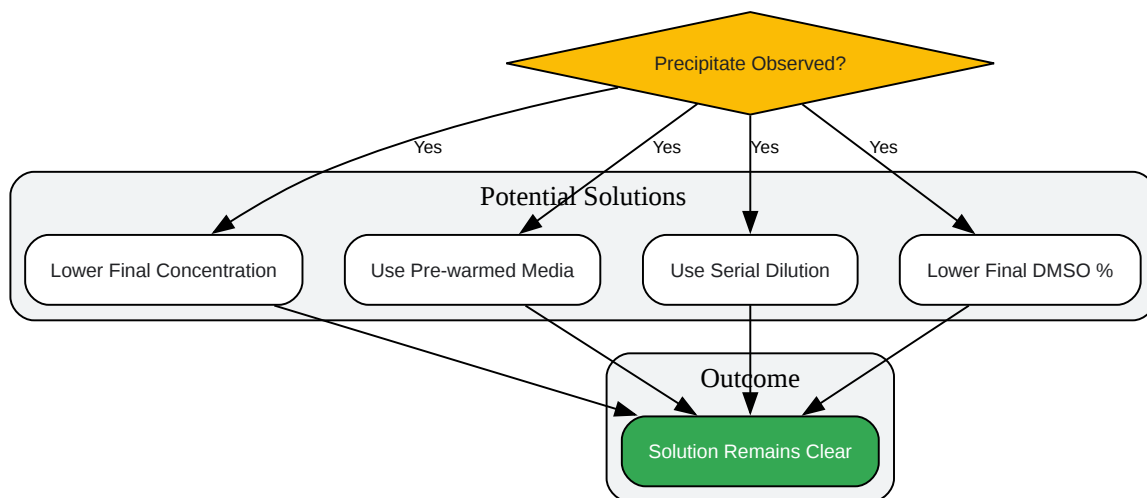 Precipitate Observed?
Yes
Yes
Yes
Yes
Potential Solutions
Lower Final Concentration
Use Pre-warmed Media
Use Serial Dilution
Lower Final DMSO %
Outcome
Solution Remains Clear